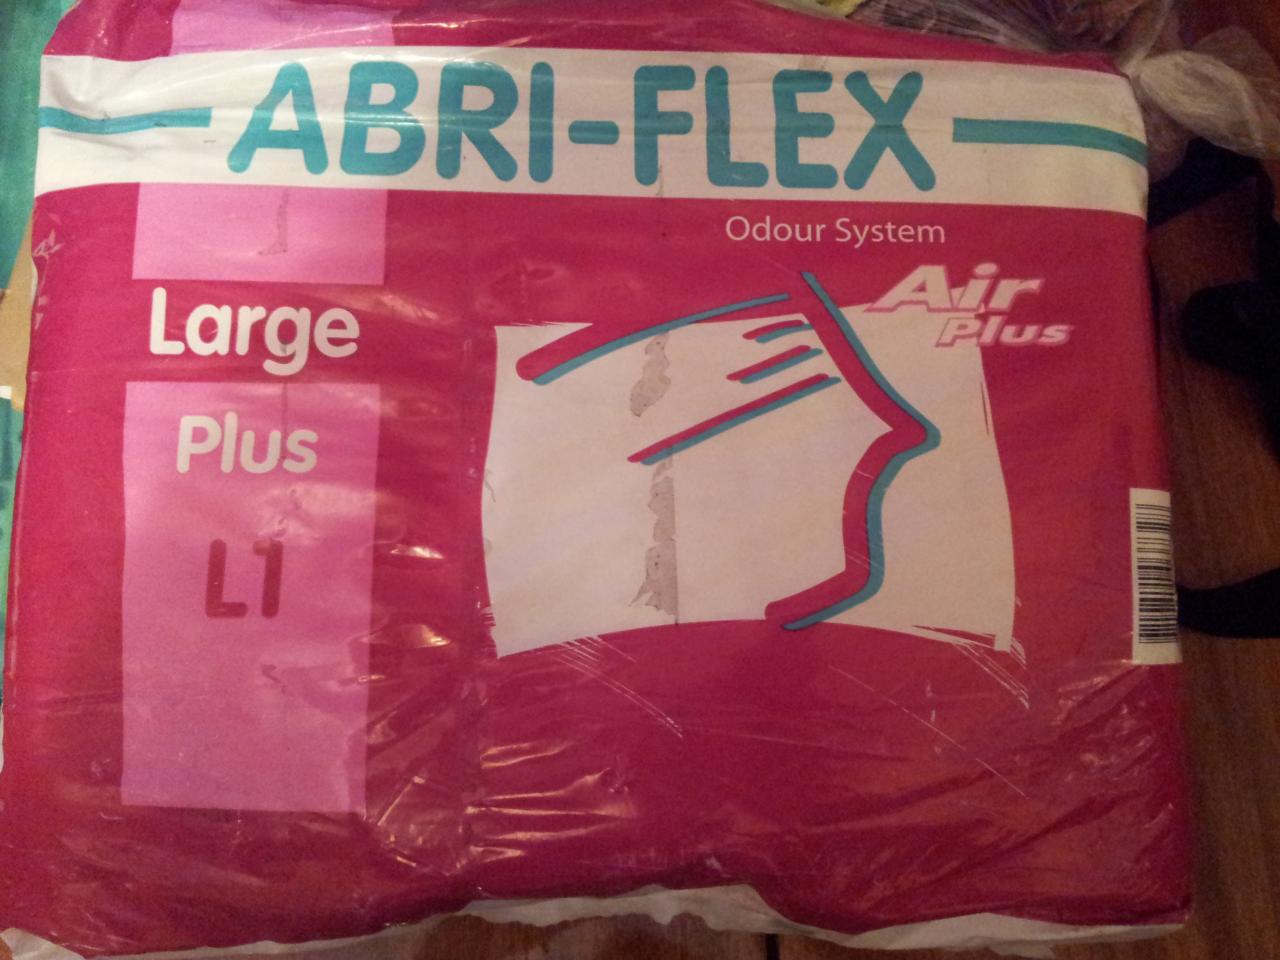 ABRI-FLEX
Odour System
Air
Plus
Large
Plus
L1